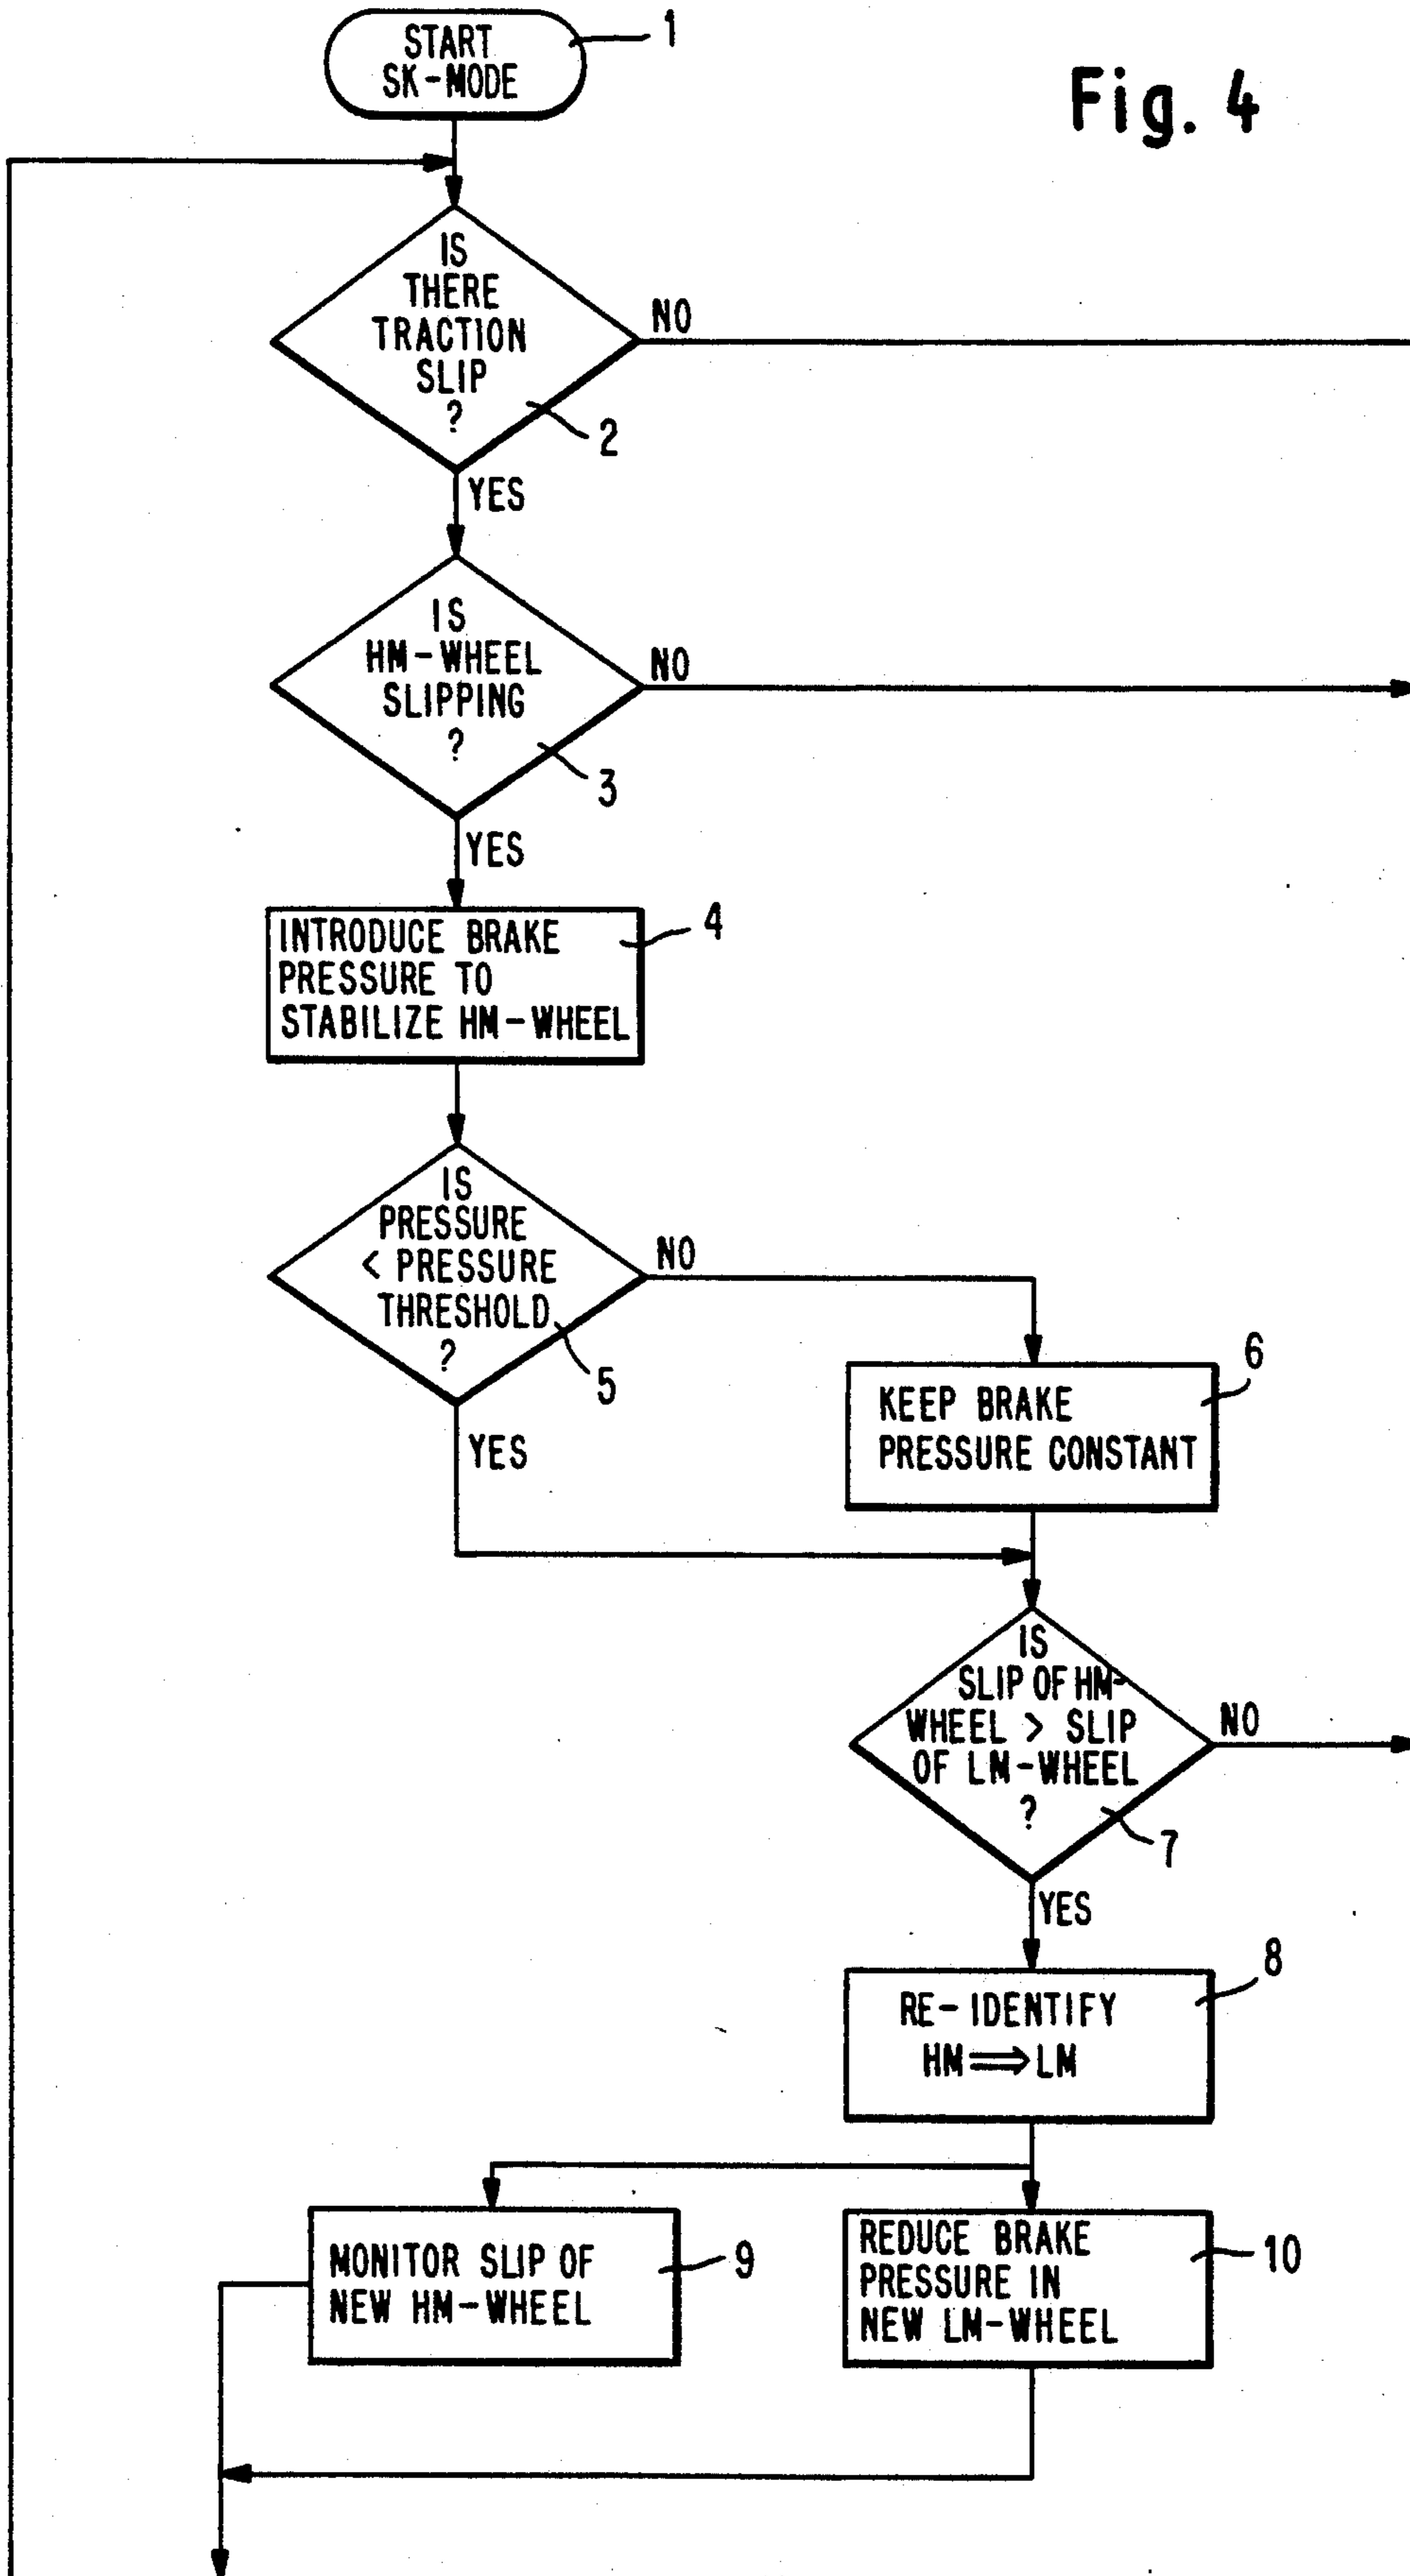 START
SK-MODE
1
Fig. 4
IS
THERE
TRACTION
SLIP
?
NO
2
YES
IS
HM-WHEEL
SLIPPING
?
NO
3
YES
INTRODUCE BRAKE
PRESSURE TO
STABILIZE HM-WHEEL
4
IS
PRESSURE
< PRESSURE
THRESHOLD
?
NO
5
YES
KEEP BRAKE
PRESSURE CONSTANT
6
IS
SLIP OF HM-
WHEEL > SLIP
OF LM-WHEEL
?
NO
7
YES
RE-IDENTIFY
HM⟹LM
8
MONITOR SLIP OF
NEW HM-WHEEL
9
REDUCE BRAKE
PRESSURE IN
NEW LM-WHEEL
10